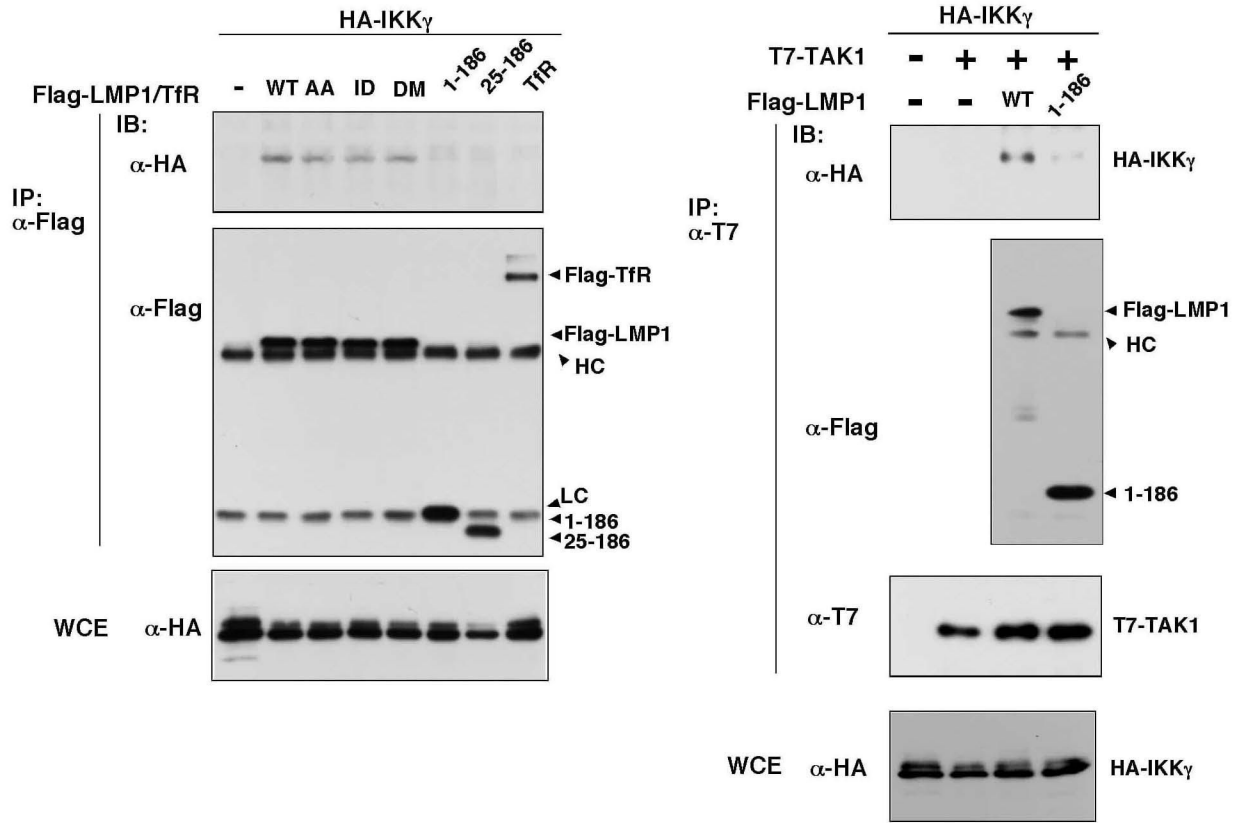 HA-IKKγ
Flag-LMP1/TfR - WT AA ID DM 1-186 25-186 TfR
IB:
α-HA
IP:
α-Flag
α-Flag
Flag-TfR
Flag-LMP1
HC
LC
1-186
25-186
WCE α-HA
HA-IKKγ
T7-TAK1 - + + +
Flag-LMP1 - - WT 1-186
IB:
α-HA
HA-IKKγ
IP:
α-T7
Flag-LMP1
HC
α-Flag
1-186
α-T7
T7-TAK1
WCE α-HA HA-IKKγ